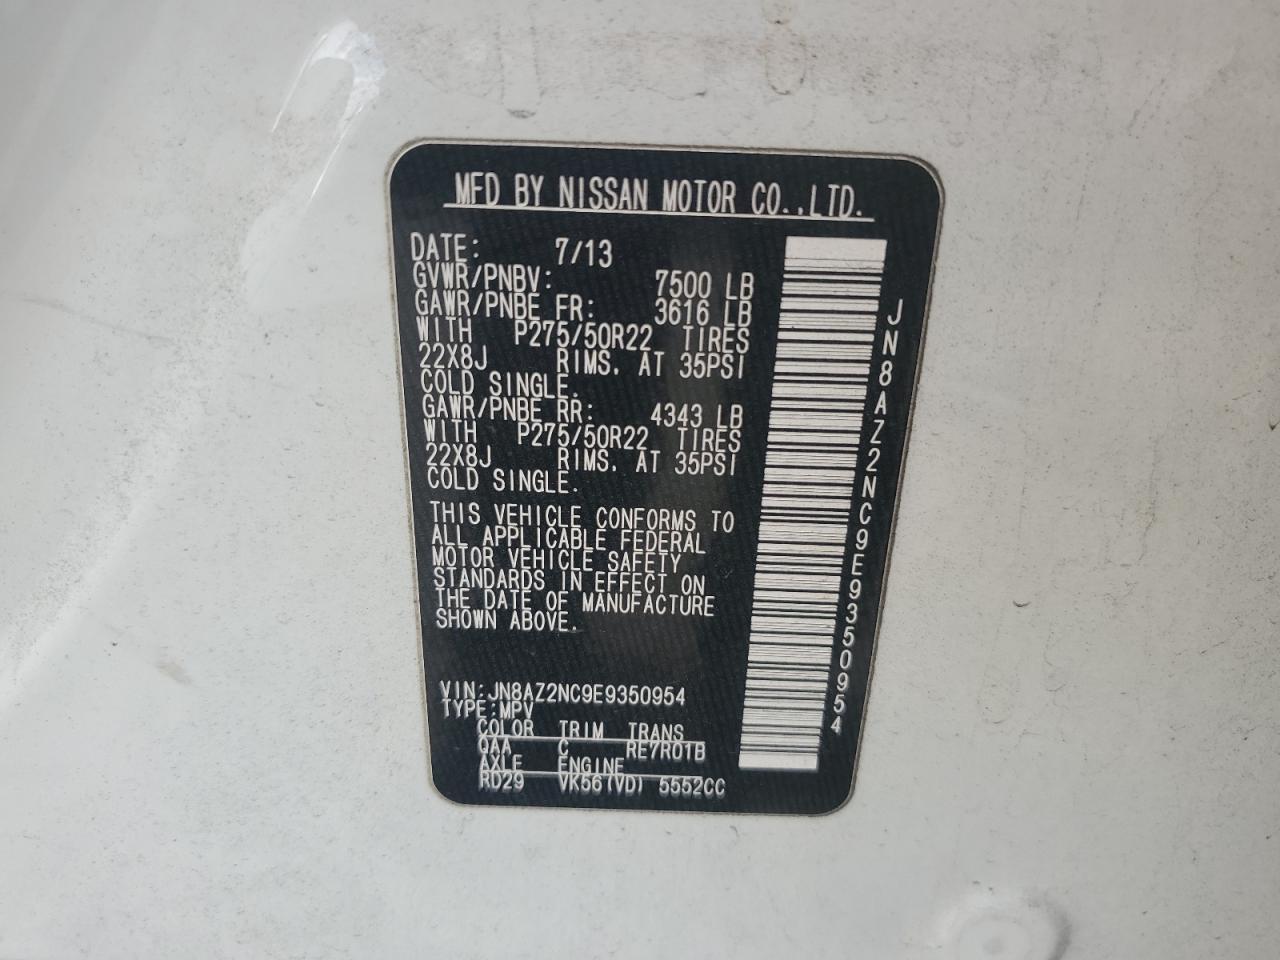 MFD BY NISSAN MOTOR CO.,LTD.
DATE: 7/13
GVWR/PNBV: 7500 LB
GAWR/PNBE FR: 3616 LB
WITH P275/50R22 TIRES
22X8J RIMS, AT 35PSI
COLD SINGLE.
GAWR/PNBE RR: 4343 LB
WITH P275/50R22 TIRES
22X8J RIMS, AT 35PSI
COLD SINGLE.
THIS VEHICLE CONFORMS TO
ALL APPLICABLE FEDERAL
MOTOR VEHICLE SAFETY
STANDARDS IN EFFECT ON
THE DATE OF MANUFACTURE
SHOWN ABOVE.
VIN:JN8AZ2NC9E9350954
TYPE:MPV
COLOR TRIM TRANS
QAA C RE7R01B
AXLE ENGINE
RD29 VK56(VD) 5552CC
JN8AZ2NC9E9350954